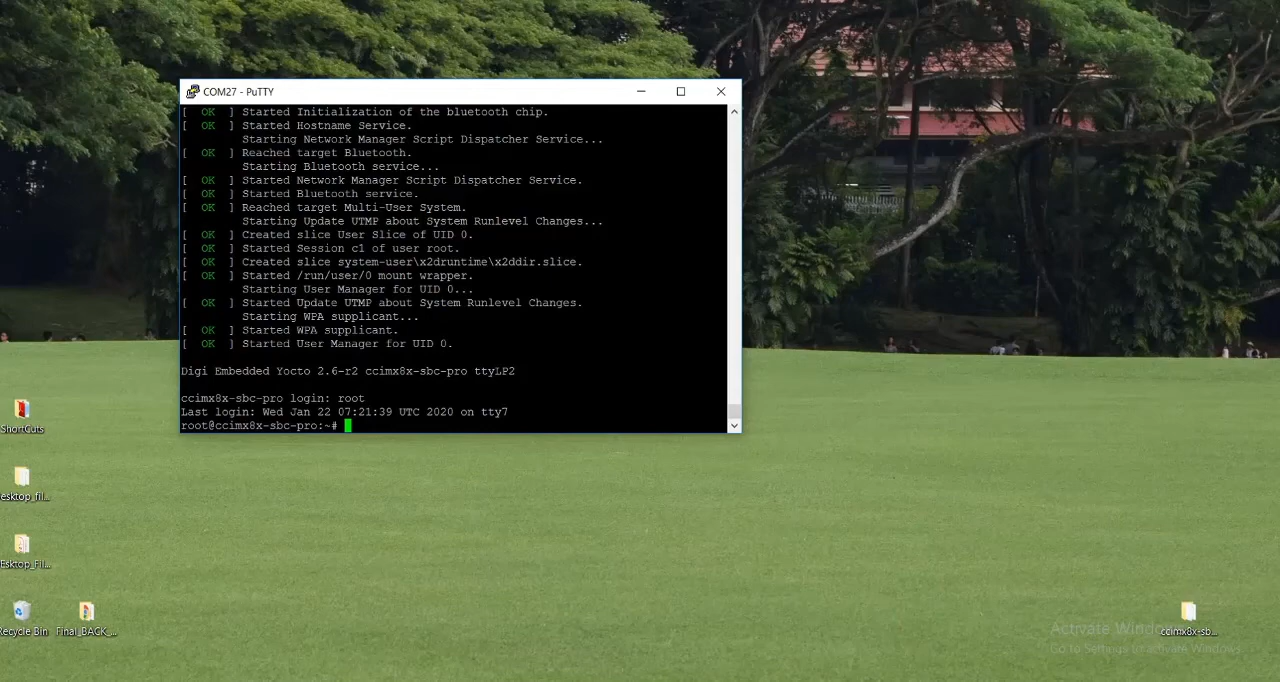 COM27 - PuTTY
[  OK  ] Started Initialization of the bluetooth chip.
[  OK  ] Started Hostname Service.
Starting Network Manager Script Dispatcher Service...
[  OK  ] Reached target Bluetooth.
Starting Bluetooth service...
[  OK  ] Started Network Manager Script Dispatcher Service.
[  OK  ] Started Bluetooth service.
[  OK  ] Reached target Multi-User System.
Starting Update UTMP about System Runlevel Changes...
[  OK  ] Created slice User Slice of UID 0.
[  OK  ] Started Session c1 of user root.
[  OK  ] Created slice system-user\x2druntime\x2ddir.slice.
[  OK  ] Started /run/user/0 mount wrapper.
Starting User Manager for UID 0...
[  OK  ] Started Update UTMP about System Runlevel Changes.
Starting WPA supplicant...
[  OK  ] Started WPA supplicant.
[  OK  ] Started User Manager for UID 0.
Digi Embedded Yocto 2.6-r2 ccimx8x-sbc-pro ttyLP2
ccimx8x-sbc-pro login: root
Last login: Wed Jan 22 07:21:39 UTC 2020 on tty7
root@ccimx8x-sbc-pro:~#
ShortCuts
esktop_fil...
Esktop_FIl...
Recycle Bin
Final_BACK_...
ccimx8x-sb...
Activate Windows
Go to Settings to activate Windows.